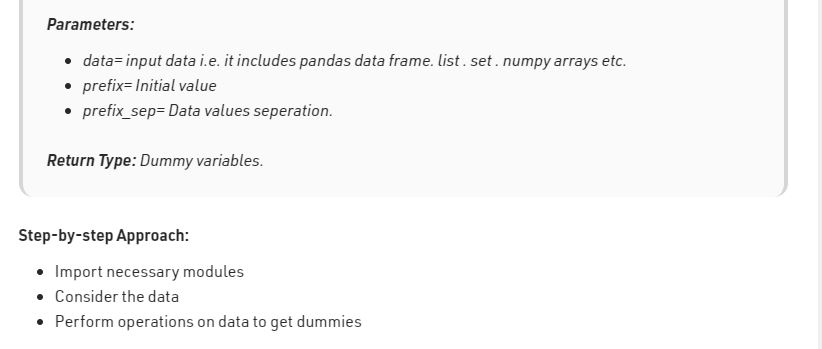 Parameters:
data= input data i.e. it includes pandas data frame. list . set . numpy arrays etc.
prefix= Initial value
prefix_sep= Data values seperation.
Return Type: Dummy variables.
Step-by-step Approach:
Import necessary modules
Consider the data
Perform operations on data to get dummies